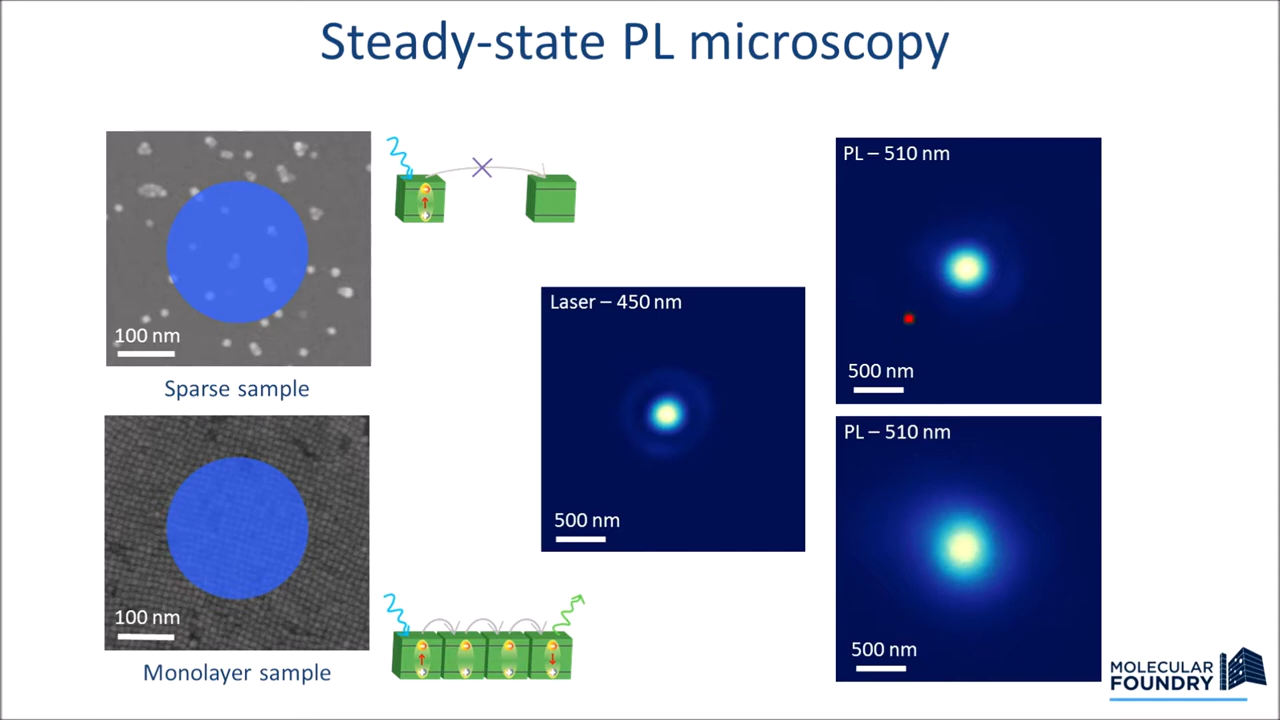 Steady-state PL microscopy
100 nm
Sparse sample
100 nm
Monolayer sample
Laser – 450 nm
500 nm
PL – 510 nm
500 nm
PL – 510 nm
500 nm
MOLECULAR
FOUNDRY